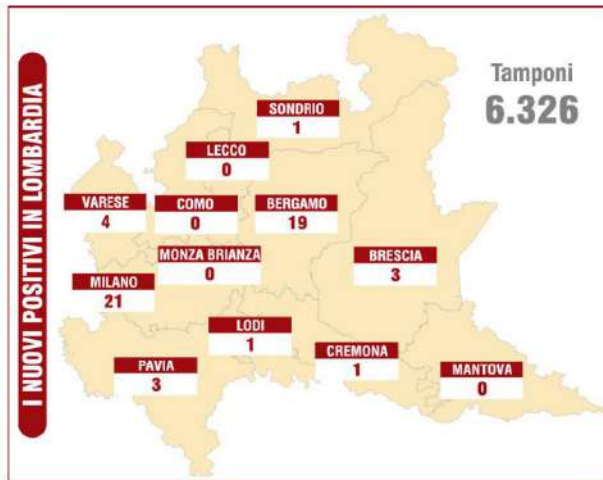 I NUOVI POSITIVI IN LOMBARDIA
Tamponi
6.326
SONDRIO
1
LECCO
0
VARESE
4
COMO
0
BERGAMO
19
MONZA BRIANZA
0
BRESCIA
3
MILANO
21
LODI
1
CREMONA
1
PAVIA
3
MANTOVA
0